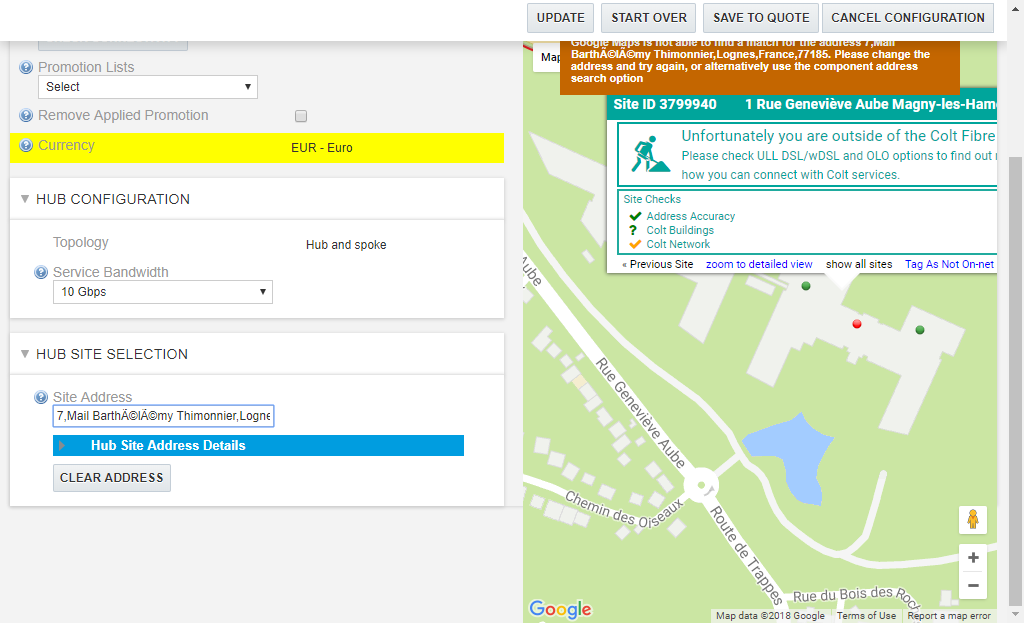 UPDATE
START OVER
SAVE TO QUOTE
CANCEL CONFIGURATION
Promotion Lists
Select
Remove Applied Promotion
Currency
EUR - Euro
HUB CONFIGURATION
Topology
Hub and spoke
Service Bandwidth
10 Gbps
HUB SITE SELECTION
Site Address
7,Mail BarthÃ©lÃ©my Thimonnier,Logne
Hub Site Address Details
CLEAR ADDRESS
Map
Google Maps is not able to find a match for the address 7,Mail
BarthÃ©lÃ©my Thimonnier,Lognes,France,77185. Please change the
address and try again, or alternatively use the component address
search option
Site ID 3799940 1 Rue Geneviève Aube Magny-les-Ham
Unfortunately you are outside of the Colt Fibre
Please check ULL DSL/wDSL and OLO options to find out
how you can connect with Colt services.
Site Checks
Address Accuracy
? Colt Buildings
Colt Network
« Previous Site zoom to detailed view show all sites Tag As Not On-net
Aube
Rue Geneviève Aube
Chemin des Oiseaux
Route de Trappes
Rue du Bois des Roch
+
−
Google
Map data ©2018 Google Terms of Use Report a map error